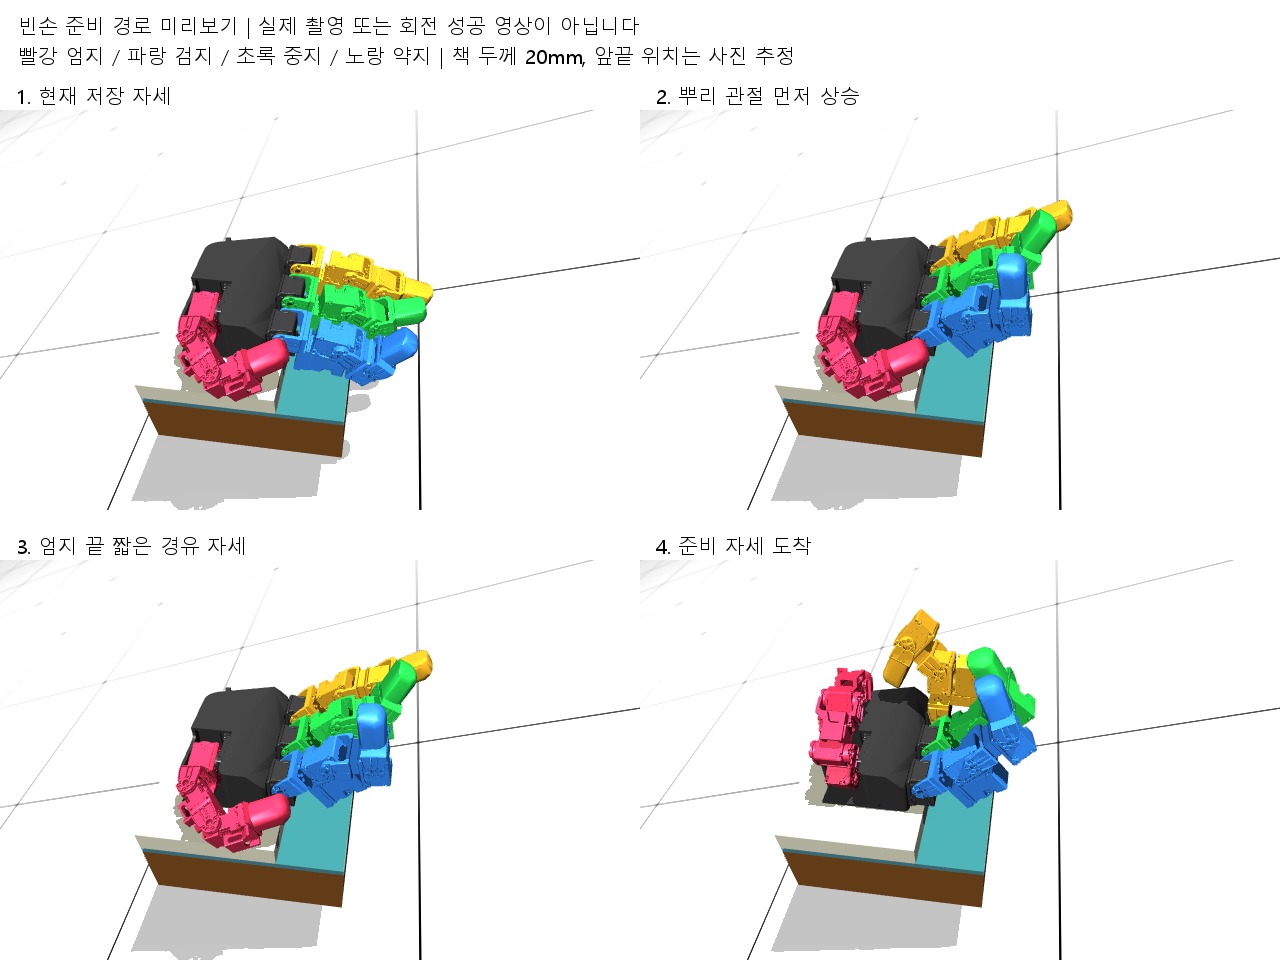 빈손 준비 경로 미리보기 | 실제 촬영 또는 회전 성공 영상이 아닙니다
빨강 엄지 / 파랑 검지 / 초록 중지 / 노랑 약지 | 책 두께 20mm, 앞끝 위치는 사진 추정
1. 현재 저장 자세
2. 뿌리 관절 먼저 상승
3. 엄지 끝 짧은 경유 자세
4. 준비 자세 도착